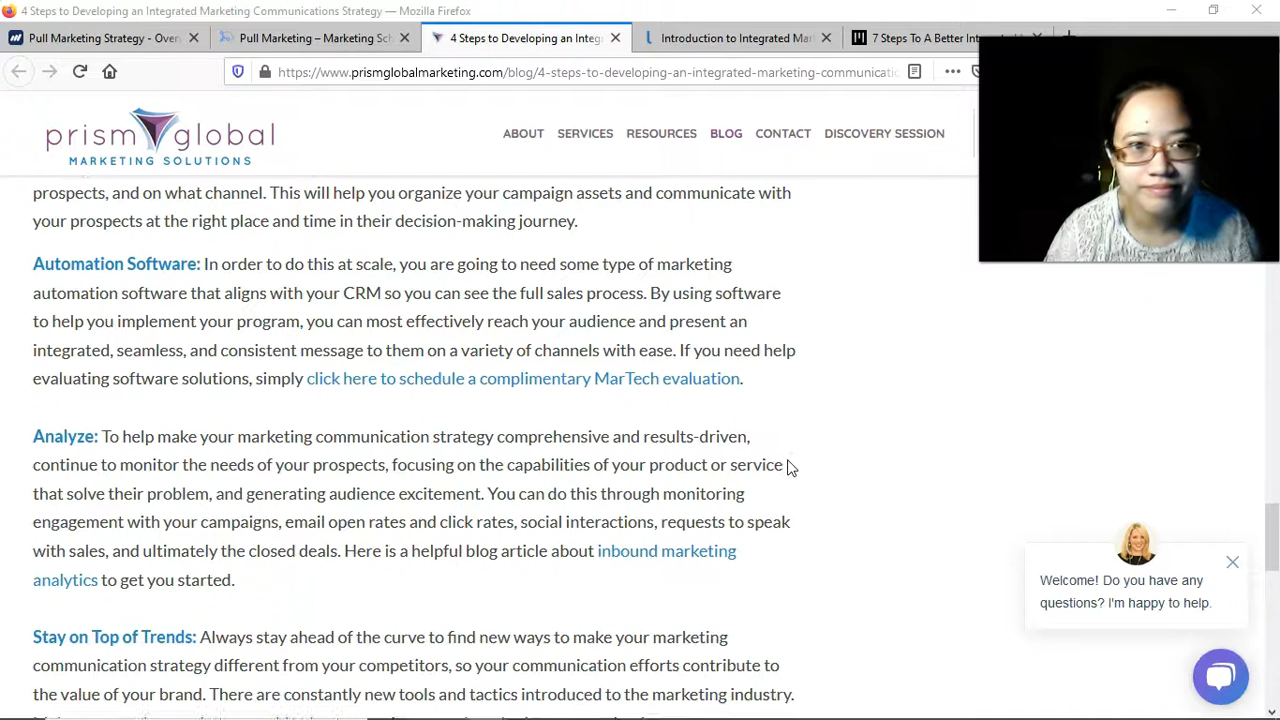 4 Steps to Developing an Integrated Marketing Communications Strategy — Mozilla Firefox
Pull Marketing Strategy - Over
Pull Marketing – Marketing Sch
4 Steps to Developing an Integ
Introduction to Integrated Mar
7 Steps To A Better Inte
https://www.prismglobalmarketing.com/blog/4-steps-to-developing-an-integrated-marketing-communicati
prism global
MARKETING SOLUTIONS
ABOUT SERVICES RESOURCES BLOG CONTACT DISCOVERY SESSION
prospects, and on what channel. This will help you organize your campaign assets and communicate with
your prospects at the right place and time in their decision-making journey.
Automation Software: In order to do this at scale, you are going to need some type of marketing
automation software that aligns with your CRM so you can see the full sales process. By using software
to help you implement your program, you can most effectively reach your audience and present an
integrated, seamless, and consistent message to them on a variety of channels with ease. If you need help
evaluating software solutions, simply click here to schedule a complimentary MarTech evaluation.
Analyze: To help make your marketing communication strategy comprehensive and results-driven,
continue to monitor the needs of your prospects, focusing on the capabilities of your product or service
that solve their problem, and generating audience excitement. You can do this through monitoring
engagement with your campaigns, email open rates and click rates, social interactions, requests to speak
with sales, and ultimately the closed deals. Here is a helpful blog article about inbound marketing
analytics to get you started.
Stay on Top of Trends: Always stay ahead of the curve to find new ways to make your marketing
communication strategy different from your competitors, so your communication efforts contribute to
the value of your brand. There are constantly new tools and tactics introduced to the marketing industry.
Welcome! Do you have any
questions? I'm happy to help.